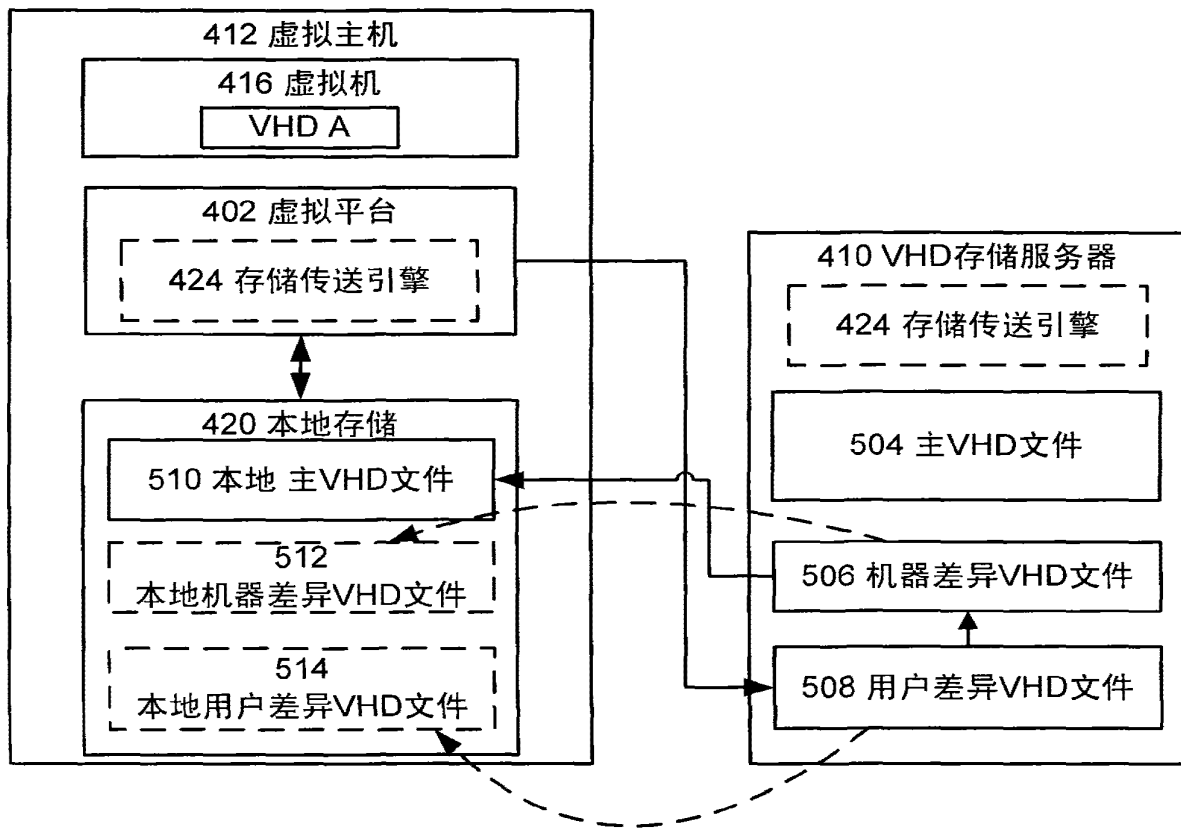 412 虚拟主机
416 虚拟机
VHD A
402 虚拟平台
424 存储传送引擎
420 本地存储
510 本地 主VHD文件
512
本地机器差异VHD文件
514
本地用户差异VHD文件
410 VHD存储服务器
424 存储传送引擎
504 主VHD文件
506 机器差异VHD文件
508 用户差异VHD文件